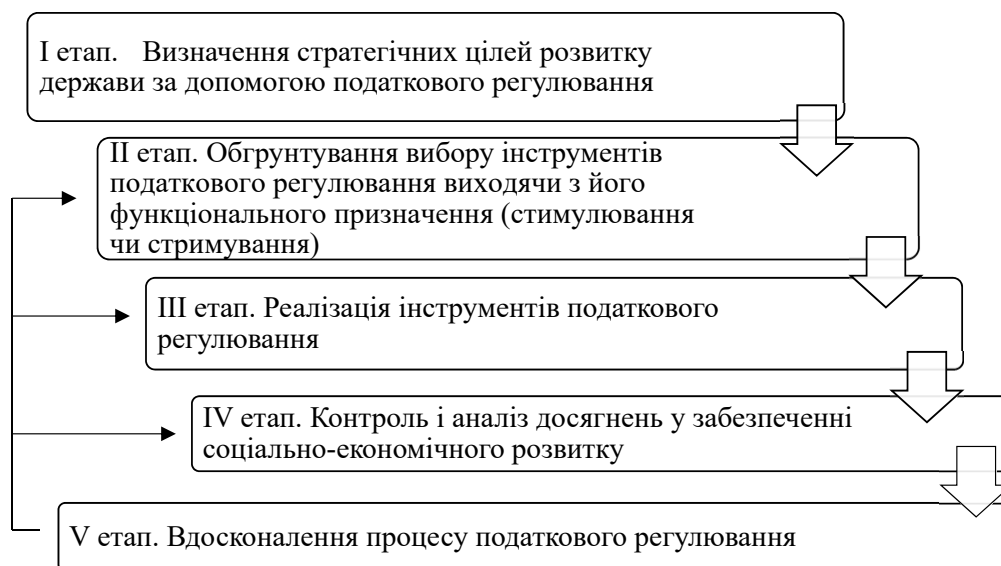 І етап. Визначення стратегічних цілей розвитку
держави за допомогою податкового регулювання
ІІ етап. Обгрунтування вибору інструментів
податкового регулювання виходячи з його
функціонального призначення (стимулювання
чи стримування)
ІІІ етап. Реалізація інструментів податкового
регулювання
IV етап. Контроль і аналіз досягнень у забезпеченні
соціально-економічного розвитку
V етап. Вдосконалення процесу податкового регулювання